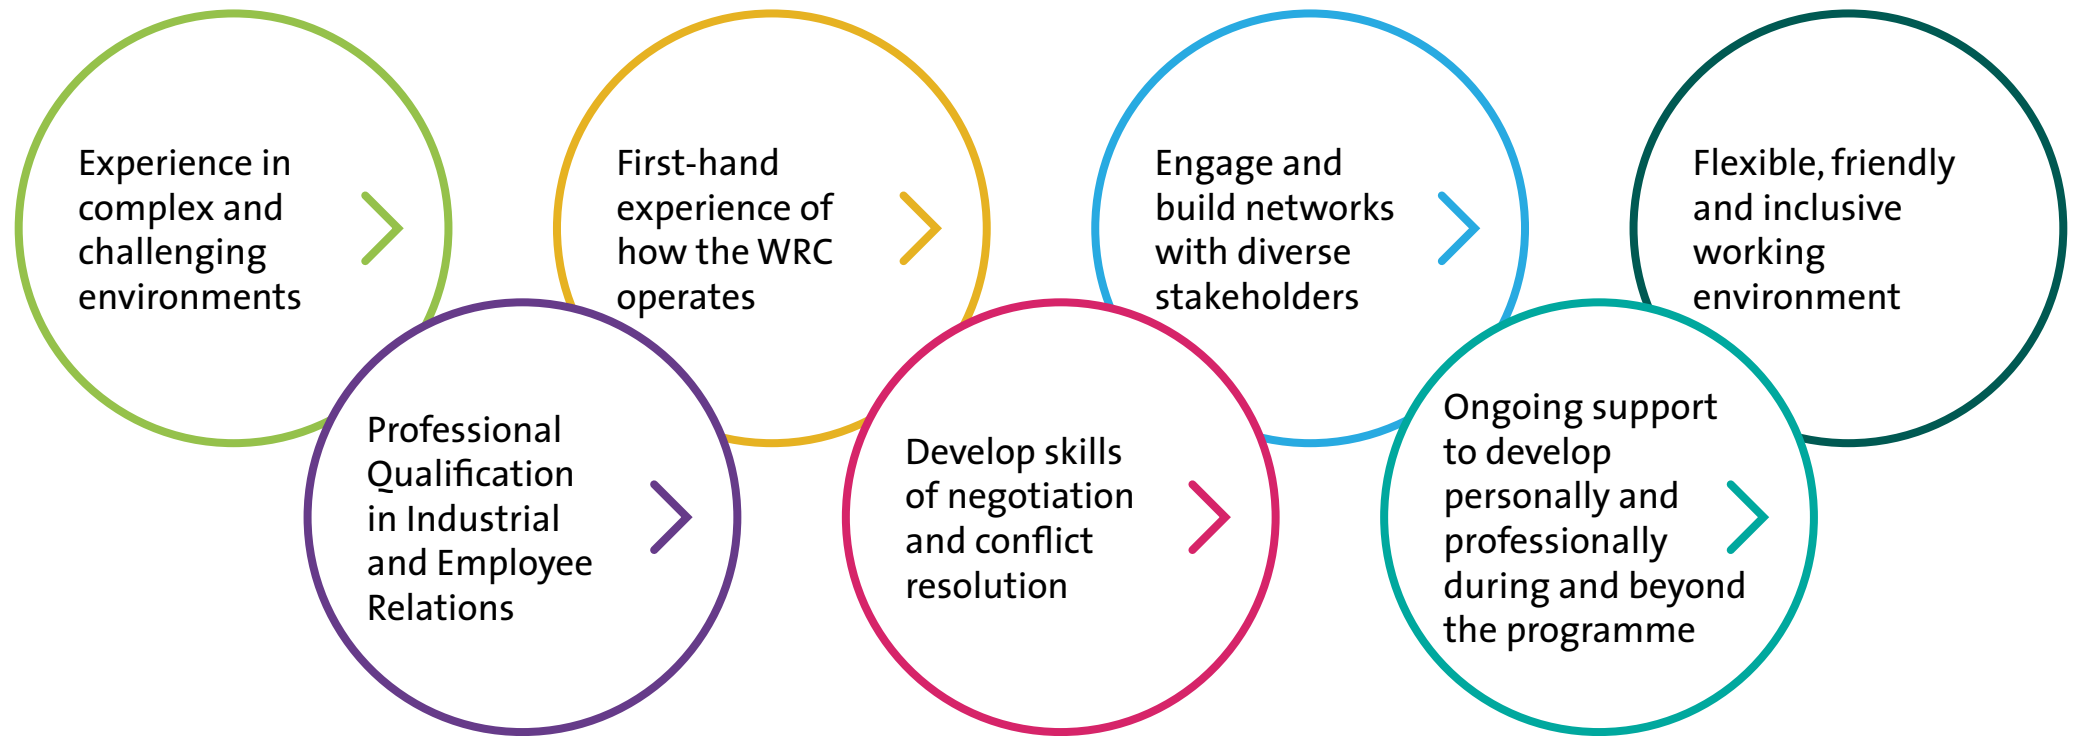 Experience in
complex and
challenging
environments
Professional
Qualification
in Industrial
and Employee
Relations
First-hand
experience of
how the WRC
operates
Develop skills
of negotiation
and conflict
resolution
Engage and
build networks
with diverse
stakeholders
Ongoing support
to develop
personally and
professionally
during and beyond
the programme
Flexible, friendly
and inclusive
working
environment